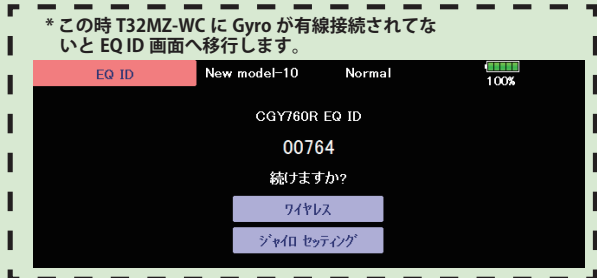 * この時 T32MZ-WC に Gyro が有線接続されてな
いと EQ ID 画面へ移行します。
EQ ID New model-10 Normal 100%
CGY760R EQ ID
00764
続けますか?
ワイヤレス
ジャイロ セッティング